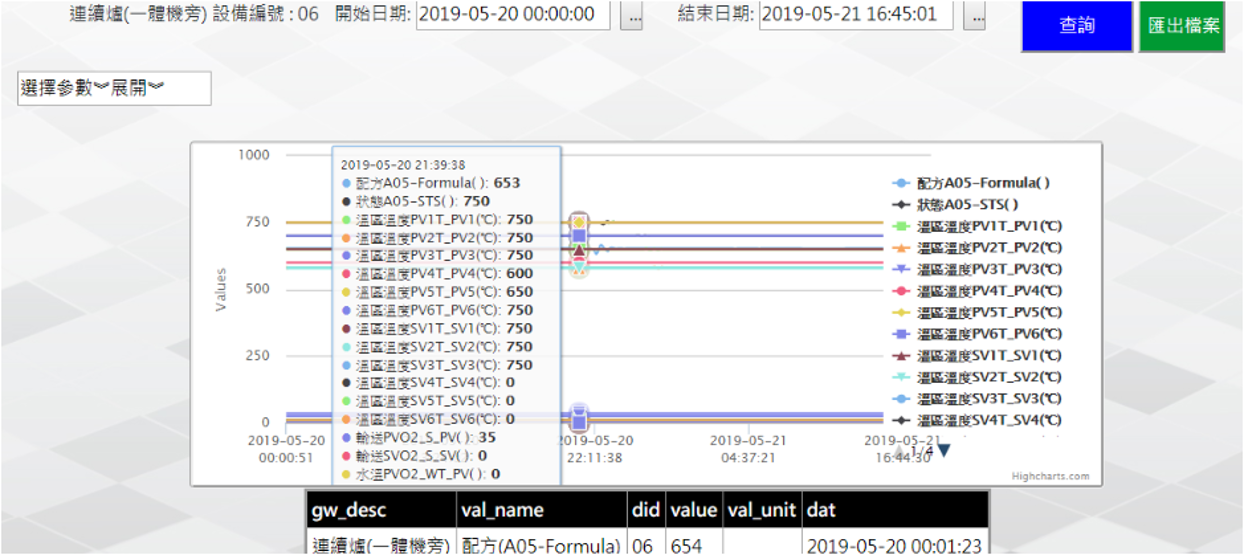 連續爐(一體機旁) 設備編號 : 06 開始日期: 2019-05-20 00:00:00 ... 結束日期: 2019-05-21 16:45:01 ... 查詢 匯出檔案
選擇參數︾展開︾
1000
750
500
250
0
Values
2019-05-20 21:39:38
配方A05-Formula( ): 653
狀態A05-STS( ): 750
溫區溫度PV1T_PV1(℃): 750
溫區溫度PV2T_PV2(℃): 750
溫區溫度PV3T_PV3(℃): 750
溫區溫度PV4T_PV4(℃): 600
溫區溫度PV5T_PV5(℃): 650
溫區溫度PV6T_PV6(℃): 750
溫區溫度SV1T_SV1(℃): 750
溫區溫度SV2T_SV2(℃): 750
溫區溫度SV3T_SV3(℃): 750
溫區溫度SV4T_SV4(℃): 0
溫區溫度SV5T_SV5(℃): 0
溫區溫度SV6T_SV6(℃): 0
輸送PVO2_S_PV( ): 35
輸送SVO2_S_SV( ): 0
水溫PVO2_WT_PV( ): 0
配方A05-Formula( )
狀態A05-STS( )
溫區溫度PV1T_PV1(℃)
溫區溫度PV2T_PV2(℃)
溫區溫度PV3T_PV3(℃)
溫區溫度PV4T_PV4(℃)
溫區溫度PV5T_PV5(℃)
溫區溫度PV6T_PV6(℃)
溫區溫度SV1T_SV1(℃)
溫區溫度SV2T_SV2(℃)
溫區溫度SV3T_SV3(℃)
溫區溫度SV4T_SV4(℃)
1/4
2019-05-20 2019-05-20 2019-05-21 2019-05-21
00:00:51 22:11:38 04:37:21 16:44:30
Highcharts.com
gw_desc val_name did value val_unit dat
連續爐(一體機旁) 配方(A05-Formula) 06 654 2019-05-20 00:01:23